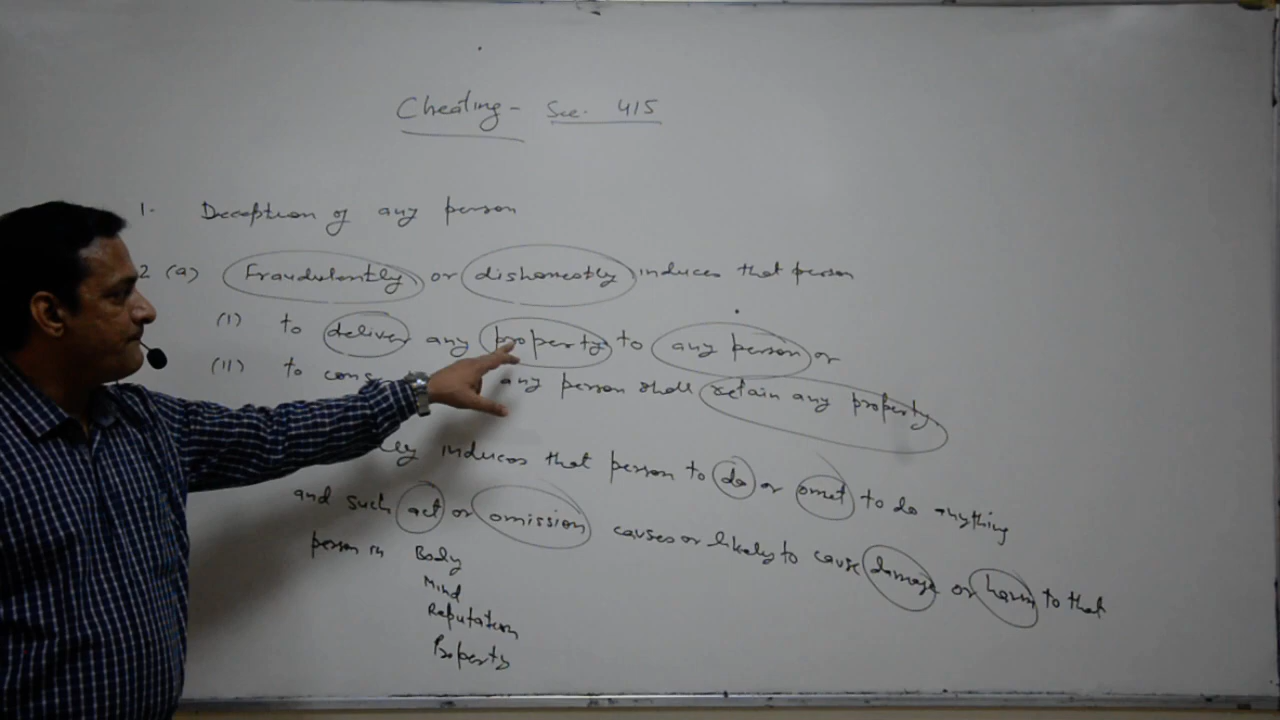 Cheating - Sec. 415
1. Deception of any person
2 (a) Fraudulantly or dishonestly induces that person
(I) to deliver any property to any person or
(II) to cons any person shall retain any property
lly induces that person to do or omit to do anything
and such act or omission causes or likely to cause damage or harm to that
person in Body
Mind
Reputation
Property